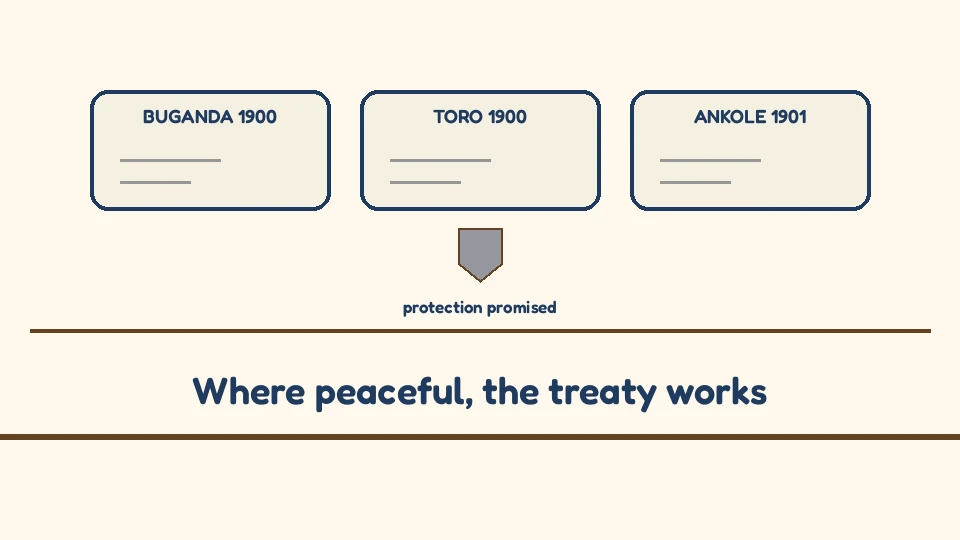 BUGANDA 1900
TORO 1900
ANKOLE 1901
protection promised
Where peaceful, the treaty works